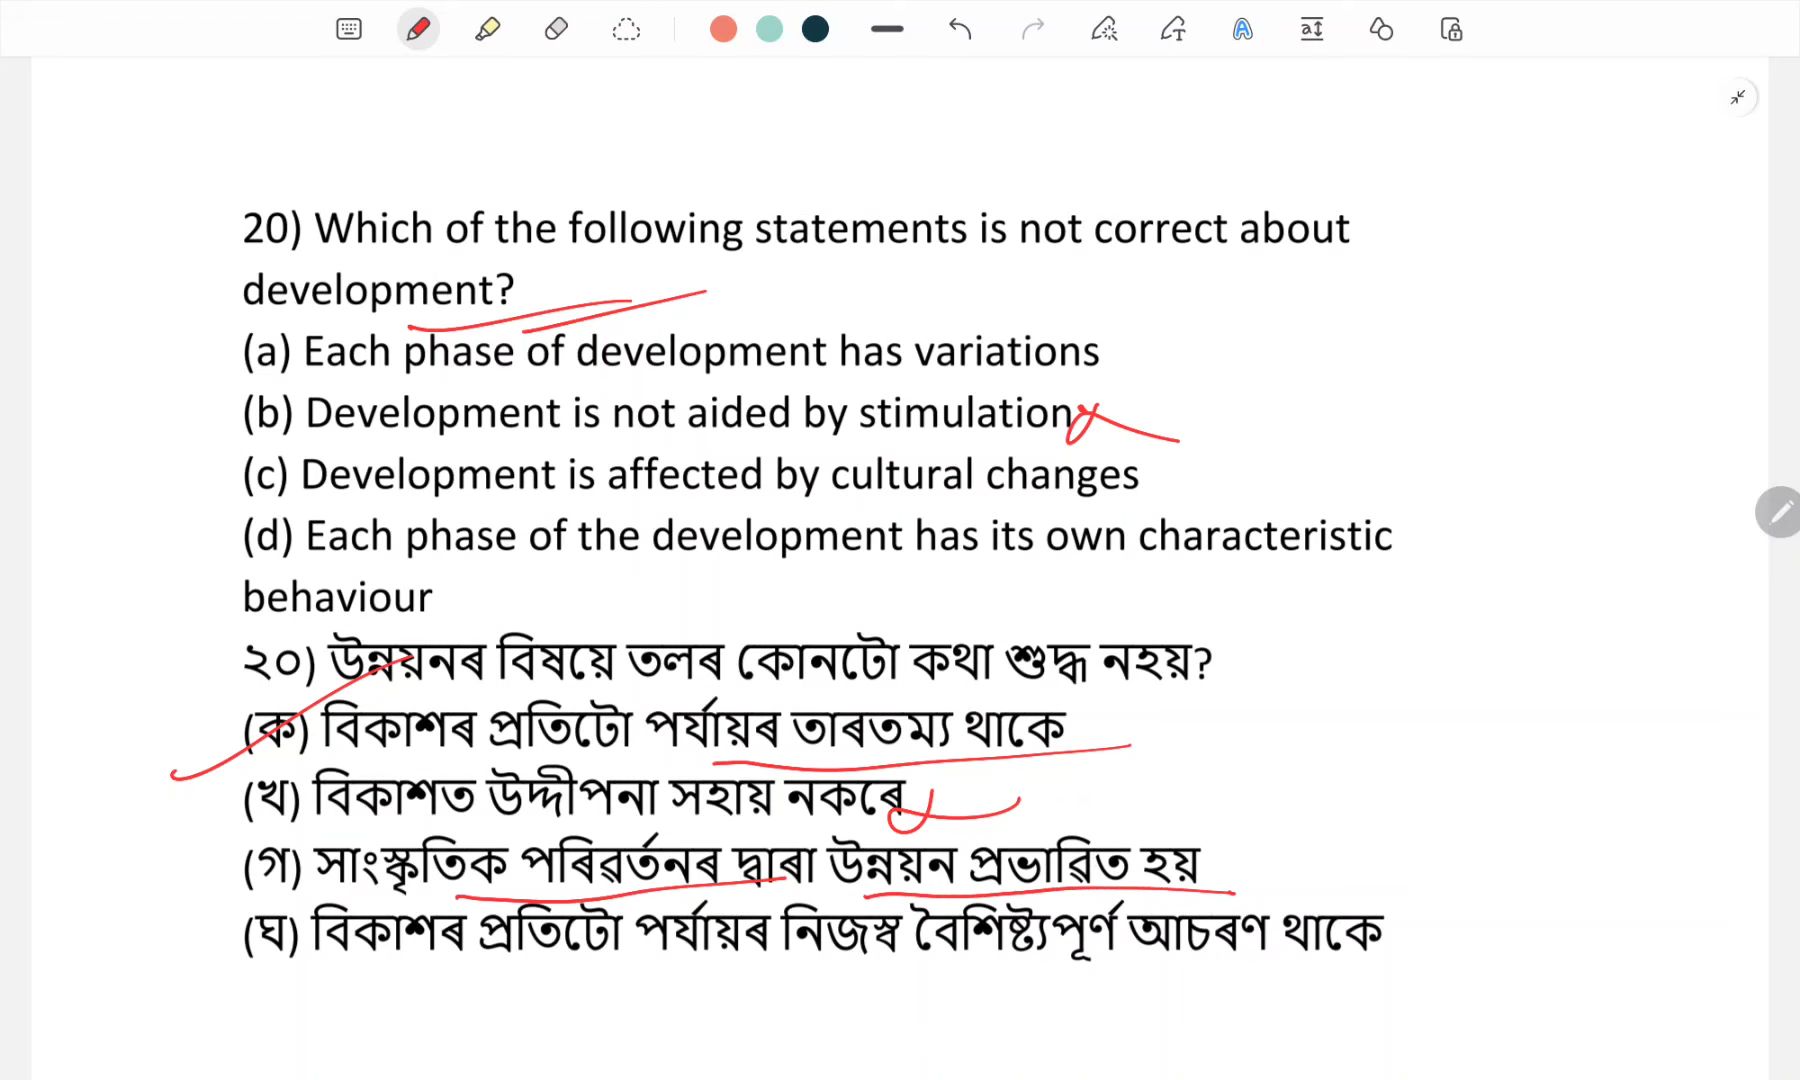 20) Which of the following statements is not correct about
development?
(a) Each phase of development has variations
(b) Development is not aided by stimulation
(c) Development is affected by cultural changes
(d) Each phase of the development has its own characteristic
behaviour
২০) উন্নয়নৰ বিষয়ে তলৰ কোনটো কথা শুদ্ধ নহয়?
(ক) বিকাশৰ প্ৰতিটো পৰ্যায়ৰ তাৰতম্য থাকে
(খ) বিকাশত উদ্দীপনা সহায় নকৰে
(গ) সাংস্কৃতিক পৰিৱৰ্তনৰ দ্বাৰা উন্নয়ন প্ৰভাৱিত হয়
(ঘ) বিকাশৰ প্ৰতিটো পৰ্যায়ৰ নিজস্ব বৈশিষ্ট্যপূৰ্ণ আচৰণ থাকে